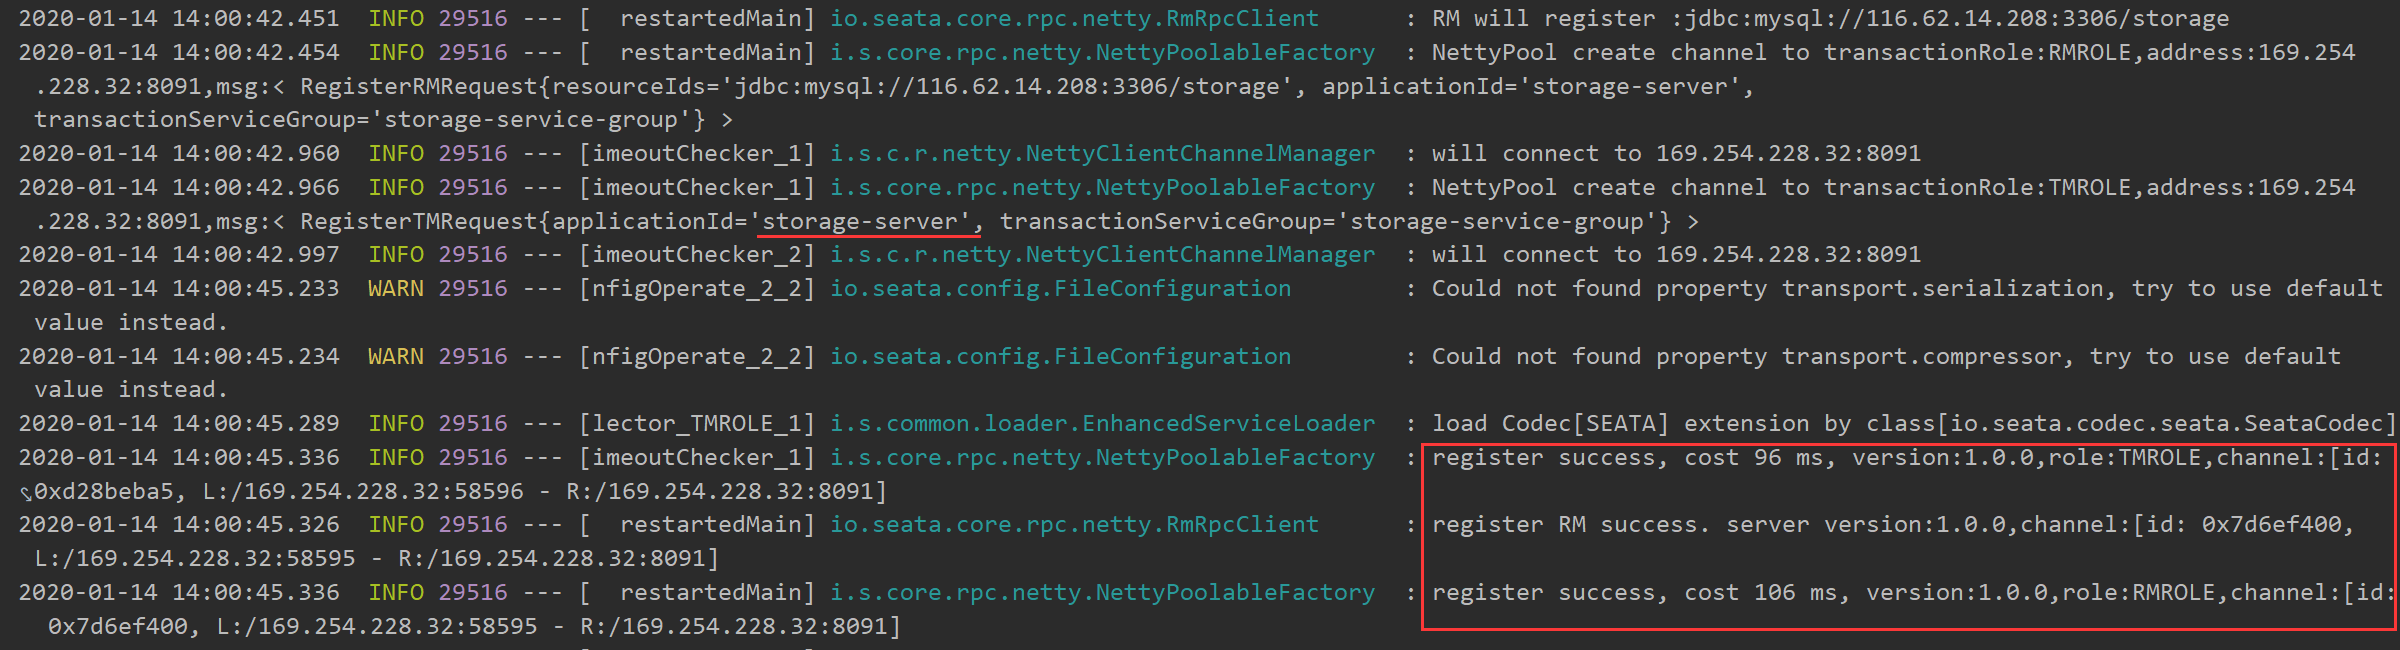 2020-01-14 14:00:42.451  INFO 29516 --- [  restartedMain] io.seata.core.rpc.netty.RmRpcClient      : RM will register :jdbc:mysql://116.62.14.208:3306/storage
2020-01-14 14:00:42.454  INFO 29516 --- [  restartedMain] i.s.core.rpc.netty.NettyPoolableFactory  : NettyPool create channel to transactionRole:RMROLE,address:169.254
.228.32:8091,msg:< RegisterRMRequest{resourceIds='jdbc:mysql://116.62.14.208:3306/storage', applicationId='storage-server',
transactionServiceGroup='storage-service-group'} >
2020-01-14 14:00:42.960  INFO 29516 --- [imeoutChecker_1] i.s.c.r.netty.NettyClientChannelManager  : will connect to 169.254.228.32:8091
2020-01-14 14:00:42.966  INFO 29516 --- [imeoutChecker_1] i.s.core.rpc.netty.NettyPoolableFactory  : NettyPool create channel to transactionRole:TMROLE,address:169.254
.228.32:8091,msg:< RegisterTMRequest{applicationId='storage-server', transactionServiceGroup='storage-service-group'} >
2020-01-14 14:00:42.997  INFO 29516 --- [imeoutChecker_2] i.s.c.r.netty.NettyClientChannelManager  : will connect to 169.254.228.32:8091
2020-01-14 14:00:45.233  WARN 29516 --- [nfigOperate_2_2] io.seata.config.FileConfiguration        : Could not found property transport.serialization, try to use default
value instead.
2020-01-14 14:00:45.234  WARN 29516 --- [nfigOperate_2_2] io.seata.config.FileConfiguration        : Could not found property transport.compressor, try to use default
value instead.
2020-01-14 14:00:45.289  INFO 29516 --- [lector_TMROLE_1] i.s.common.loader.EnhancedServiceLoader  : load Codec[SEATA] extension by class[io.seata.codec.seata.SeataCodec]
2020-01-14 14:00:45.336  INFO 29516 --- [imeoutChecker_1] i.s.core.rpc.netty.NettyPoolableFactory  : register success, cost 96 ms, version:1.0.0,role:TMROLE,channel:[id:
0xd28beba5, L:/169.254.228.32:58596 - R:/169.254.228.32:8091]
2020-01-14 14:00:45.326  INFO 29516 --- [  restartedMain] io.seata.core.rpc.netty.RmRpcClient      : register RM success. server version:1.0.0,channel:[id: 0x7d6ef400,
L:/169.254.228.32:58595 - R:/169.254.228.32:8091]
2020-01-14 14:00:45.336  INFO 29516 --- [  restartedMain] i.s.core.rpc.netty.NettyPoolableFactory  : register success, cost 106 ms, version:1.0.0,role:RMROLE,channel:[id:
0x7d6ef400, L:/169.254.228.32:58595 - R:/169.254.228.32:8091]